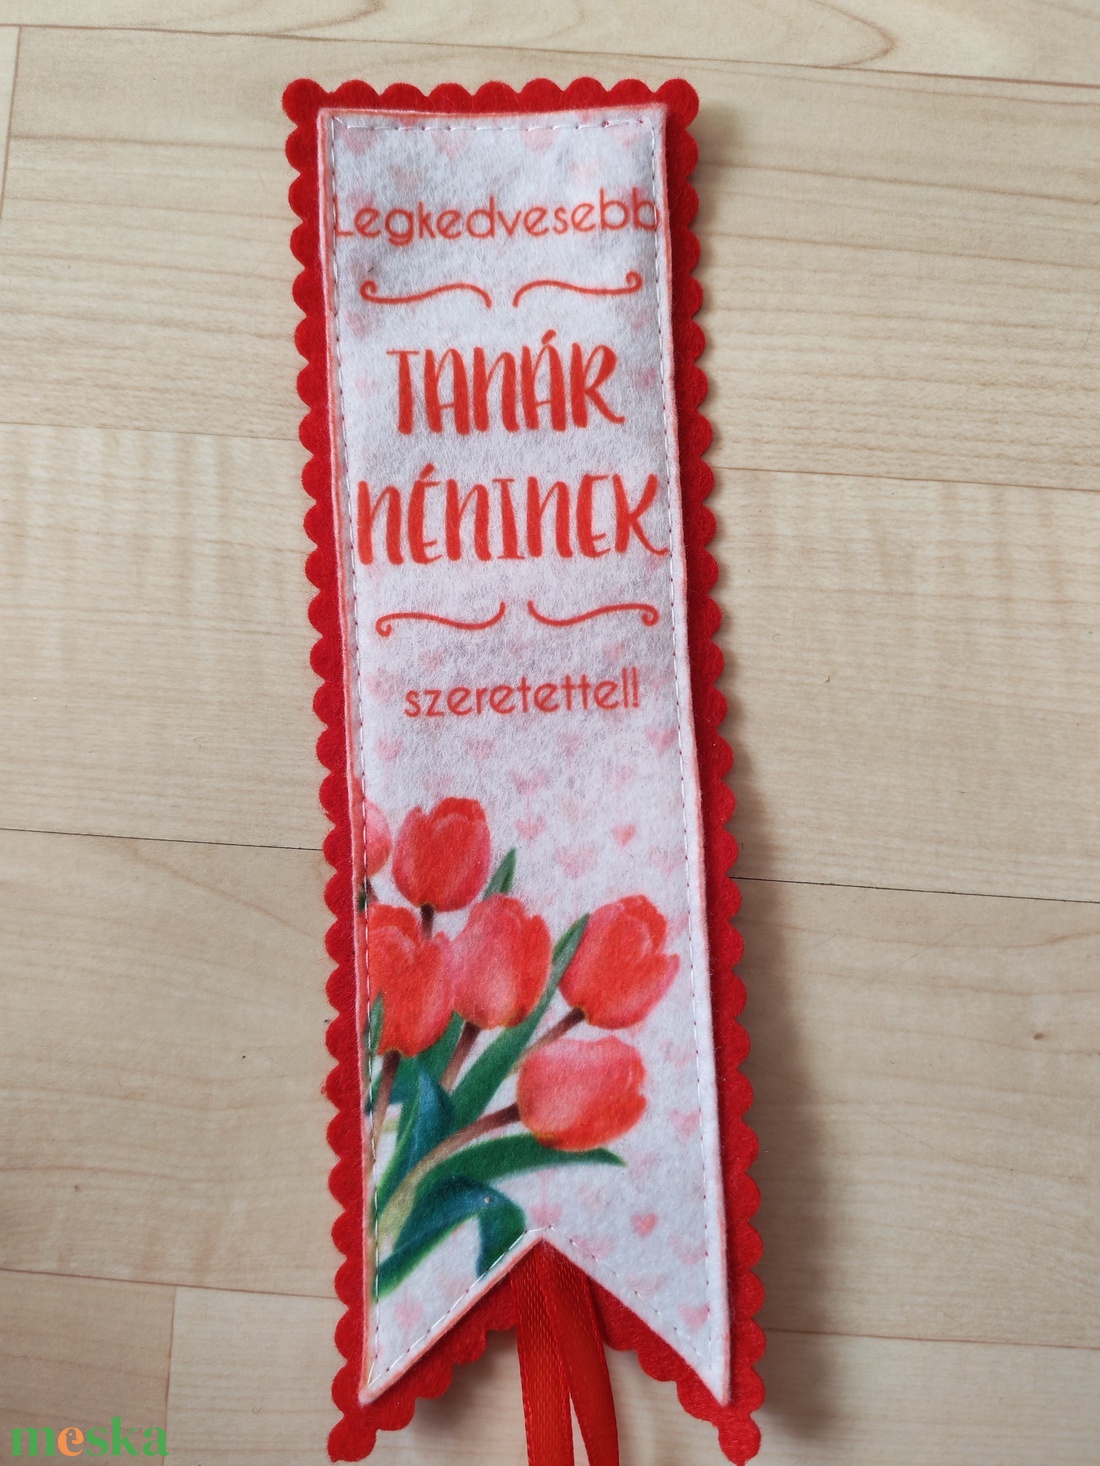 Legkedvesebb
TANÁR
NÉNINEK
szeretettel!
meska